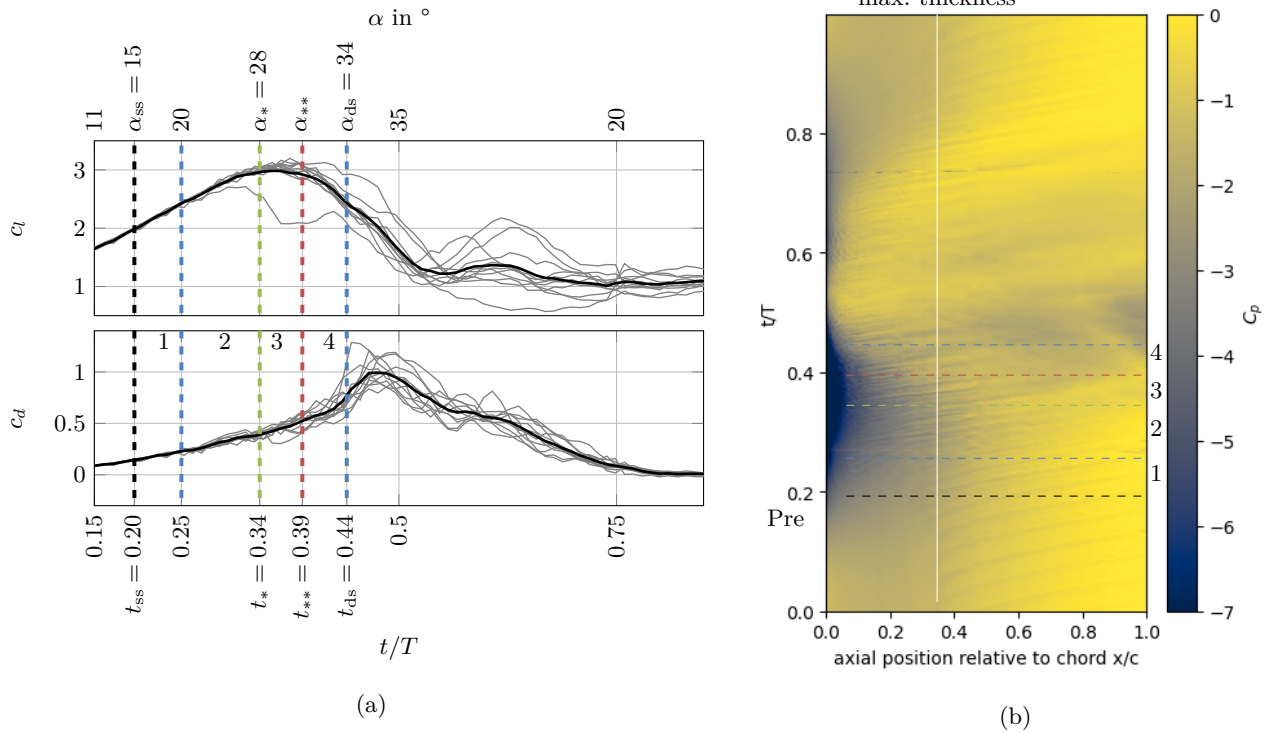 α in °
11
α_ss = 15
20
α_* = 28
α_**
α_ds = 34
35
20
c_l
3
2
1
c_d
1
0.5
0
1
2
3
4
0.15
t_ss = 0.20
0.25
t_* = 0.34
t_** = 0.39
t_ds = 0.44
0.5
0.75
t/T
(a)
max. thickness
t/T
0.8
0.6
0.4
0.2
0.0
Pre
4
3
2
1
0.0
0.2
0.4
0.6
0.8
1.0
axial position relative to chord x/c
0
−1
−2
−3
−4
−5
−6
−7
C_p
(b)